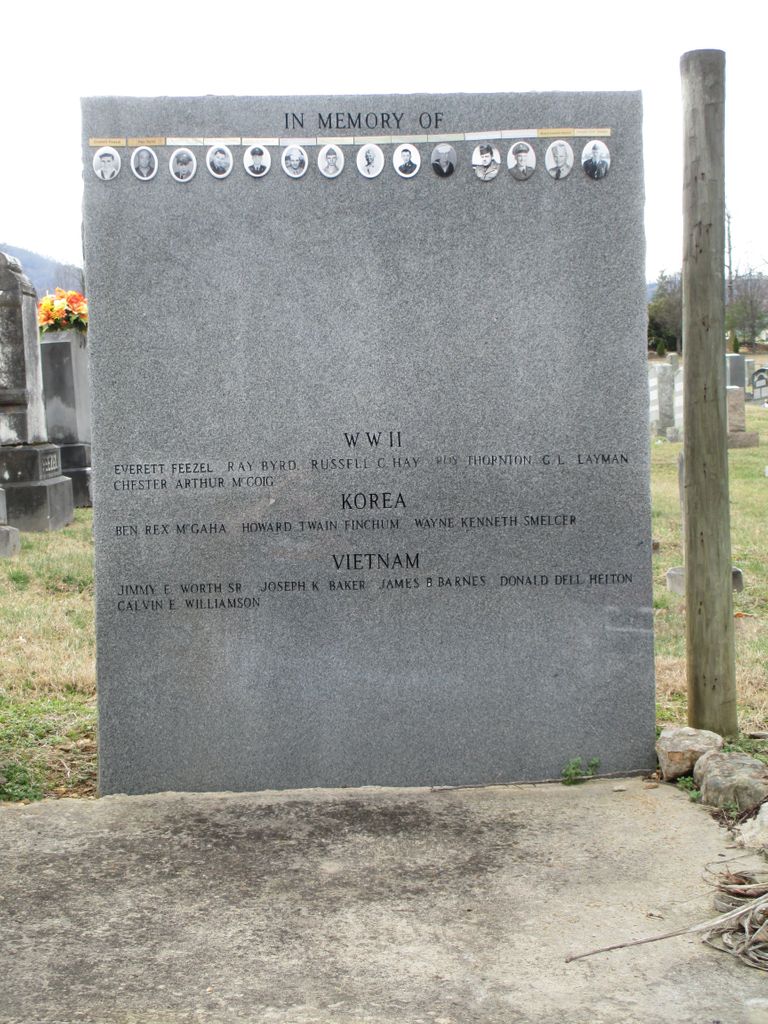 IN MEMORY OF
W W II
EVERETT FEEZEL RAY BYRD. RUSSELL C. HAY ROY THORNTON G. L. LAYMAN
CHESTER ARTHUR McCOIG
KOREA
BEN REX McGAHA HOWARD TWAIN FINCHUM WAYNE KENNETH SMELCER
VIETNAM
JIMMY E. WORTH SR. JOSEPH K. BAKER JAMES B. BARNES DONALD DELL HELTON
CALVIN E. WILLIAMSON